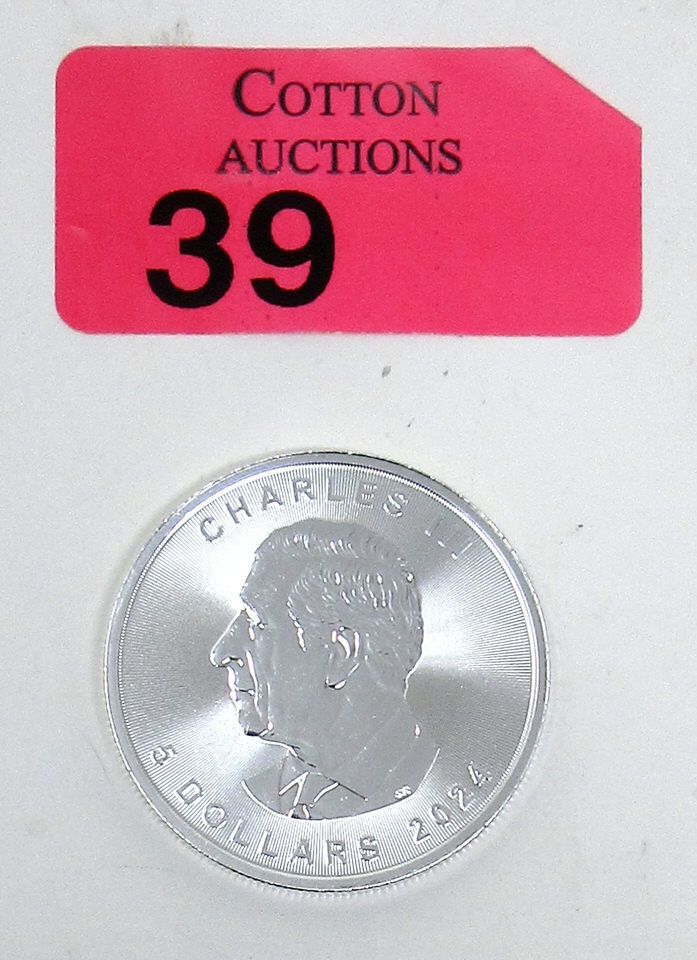 COTTON
AUCTIONS
39
CHARLES III
5 DOLLARS 2024